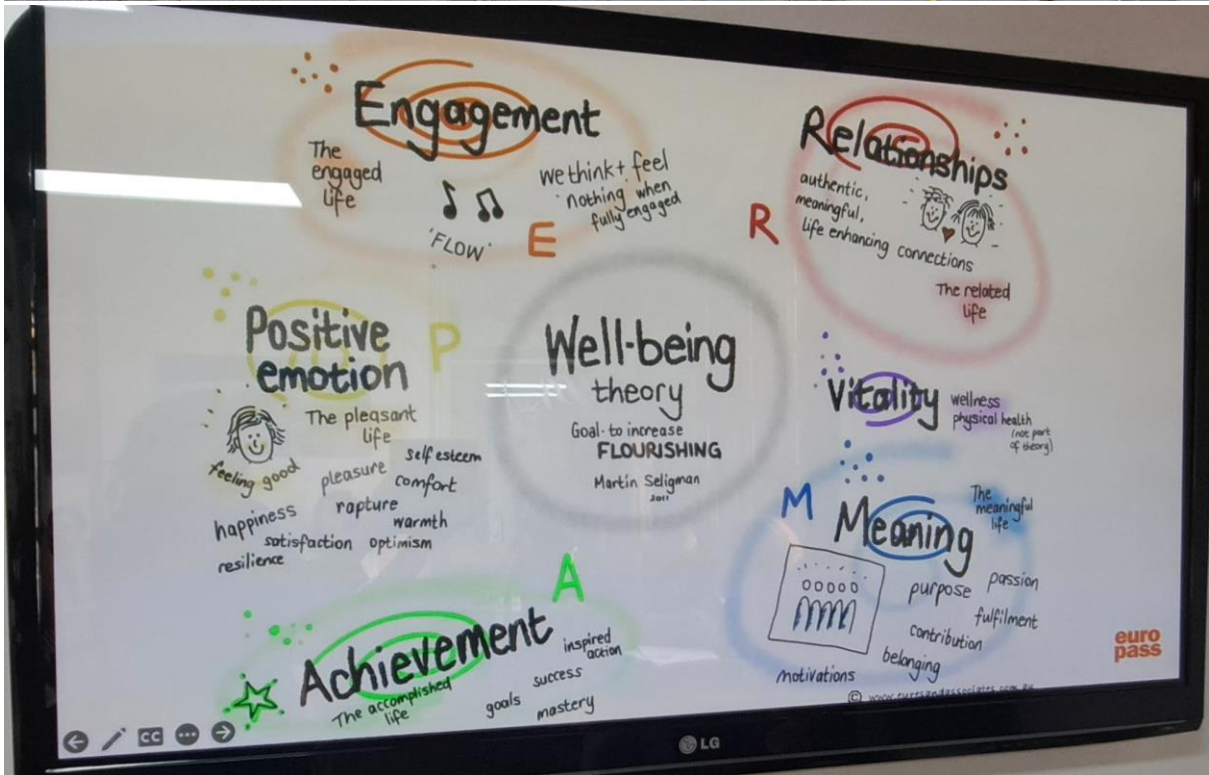 Engagement
The
engaged
life
'FLOW'
we think + feel
nothing when
fully engaged
E
Relationships
authentic,
meaningful,
life enhancing connections
The related
life
R
Positive
emotion
P
The pleasant
life
feeling good
self esteem
pleasure
comfort
rapture
happiness
warmth
satisfaction
optimism
resilience
Well-being
theory
Goal - to increase
FLOURISHING
Martin Seligman
2011
Vitality
wellness
physical health
(not part
of theory)
M
Meaning
The
meaningful
life
purpose
passion
fulfilment
contribution
belonging
motivations
A
Achievement
The accomplished
life
inspired
action
success
goals
mastery
euro
pass
©
CC
LG